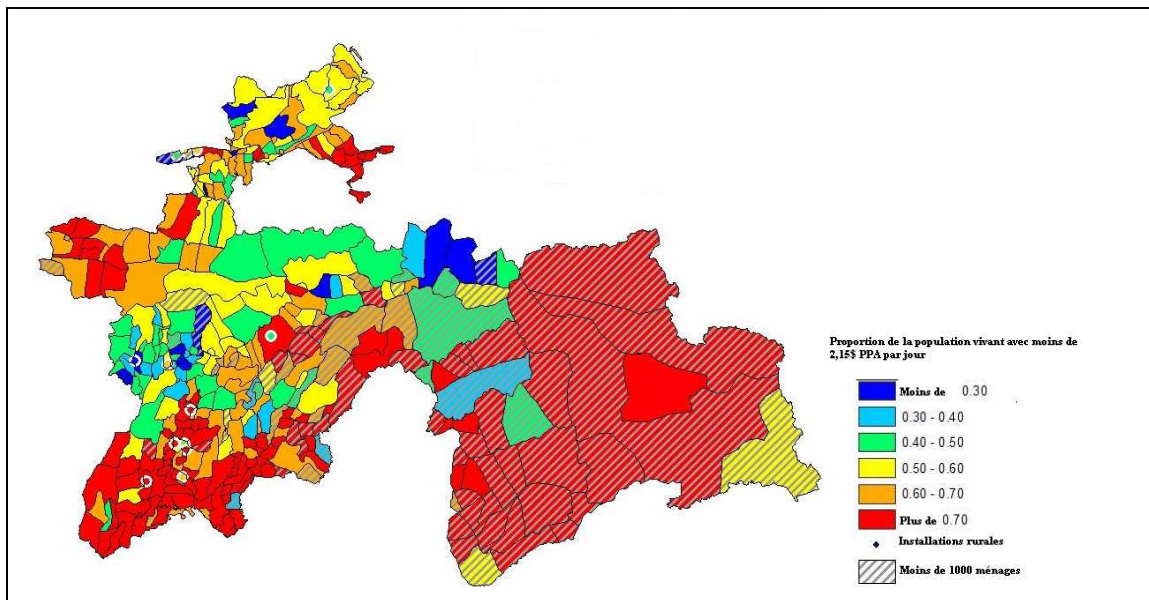 Proportion de la population vivant avec moins de
2,15$ PPA par jour
Moins de 0.30
0.30 - 0.40
0.40 - 0.50
0.50 - 0.60
0.60 - 0.70
Plus de 0.70
Installations rurales
Moins de 1000 ménages